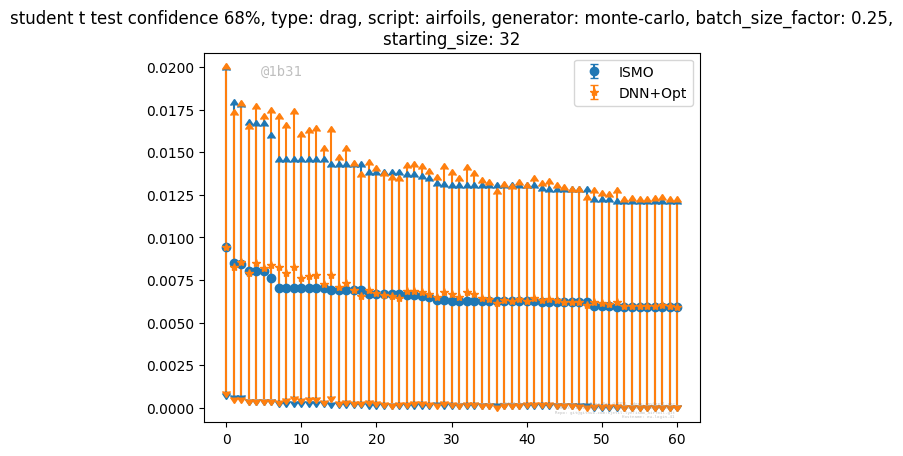 student t test confidence 68%, type: drag, script: airfoils, generator: monte-carlo, batch_size_factor: 0.25,
starting_size: 32
@1b31
ISMO
DNN+Opt
0.0200
0.0175
0.0150
0.0125
0.0100
0.0075
0.0050
0.0025
0.0000
0 10 20 30 40 50 60